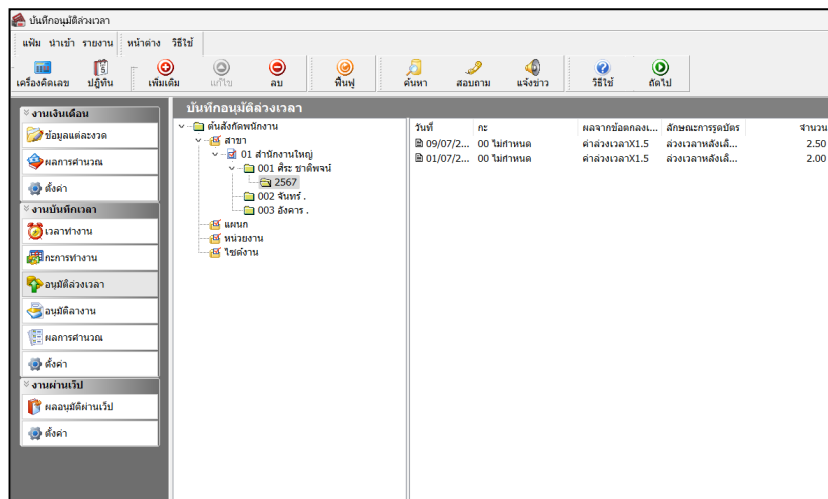 บันทึกอนุมัติล่วงเวลา
แฟ้ม นำเข้า รายงาน หน้าต่าง วิธีใช้
เครื่องคิดเลข ปฏิทิน เพิ่มเติม แก้ไข ลบ ฟื้นฟู ค้นหา สอบถาม แจ้งข่าว วิธีใช้ ถัดไป
งานเงินเดือน
ข้อมูลแต่ละงวด
ผลการคำนวณ
ตั้งค่า
งานบันทึกเวลา
เวลาทำงาน
กะการทำงาน
อนุมัติล่วงเวลา
อนุมัติลางาน
ผลการคำนวณ
ตั้งค่า
งานผ่านเว็ป
ผลอนุมัติผ่านเว็ป
ตั้งค่า
บันทึกอนุมัติล่วงเวลา
ต้นสังกัดพนักงาน
สาขา
01 สำนักงานใหญ่
001 ศิระ ชาติพจน์
2567
002 จันทร์ .
003 อังคาร .
แผนก
หน่วยงาน
ไซด์งาน
วันที่ กะ ผลจากข้อตกลง... ลักษณะการรูดบัตร จำนวน
09/07/2... 00 ไม่กำหนด ค่าล่วงเวลาX1.5 ล่วงเวลาหลังเลิ... 2.50
01/07/2... 00 ไม่กำหนด ค่าล่วงเวลาX1.5 ล่วงเวลาหลังเลิ... 2.00